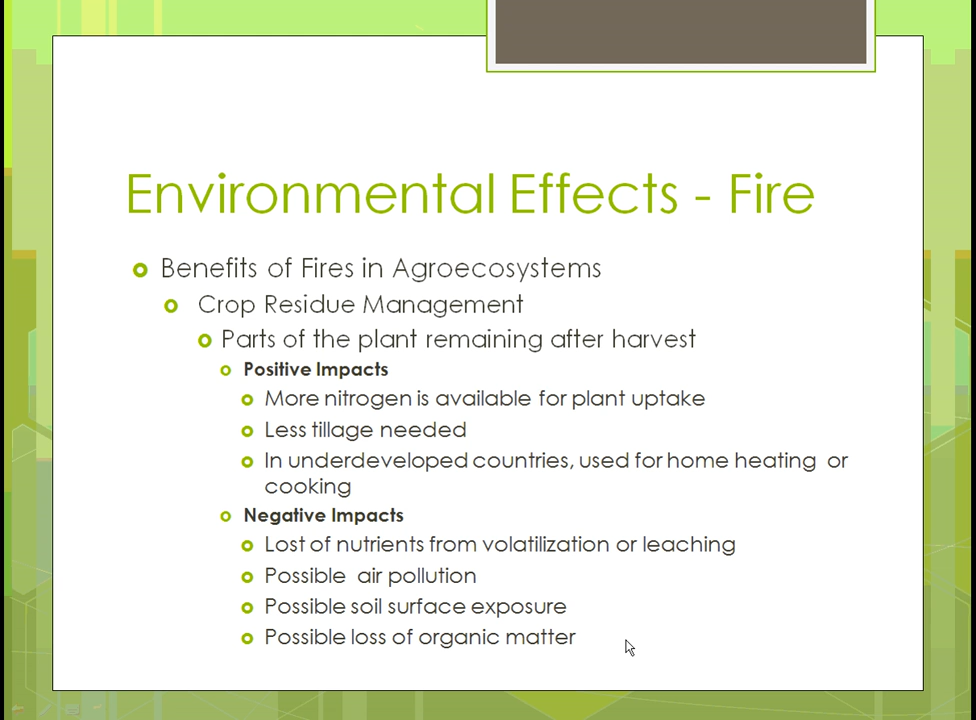 Environmental Effects - Fire
Benefits of Fires in Agroecosystems
Crop Residue Management
Parts of the plant remaining after harvest
Positive Impacts
More nitrogen is available for plant uptake
Less tillage needed
In underdeveloped countries, used for home heating or
cooking
Negative Impacts
Lost of nutrients from volatilization or leaching
Possible air pollution
Possible soil surface exposure
Possible loss of organic matter